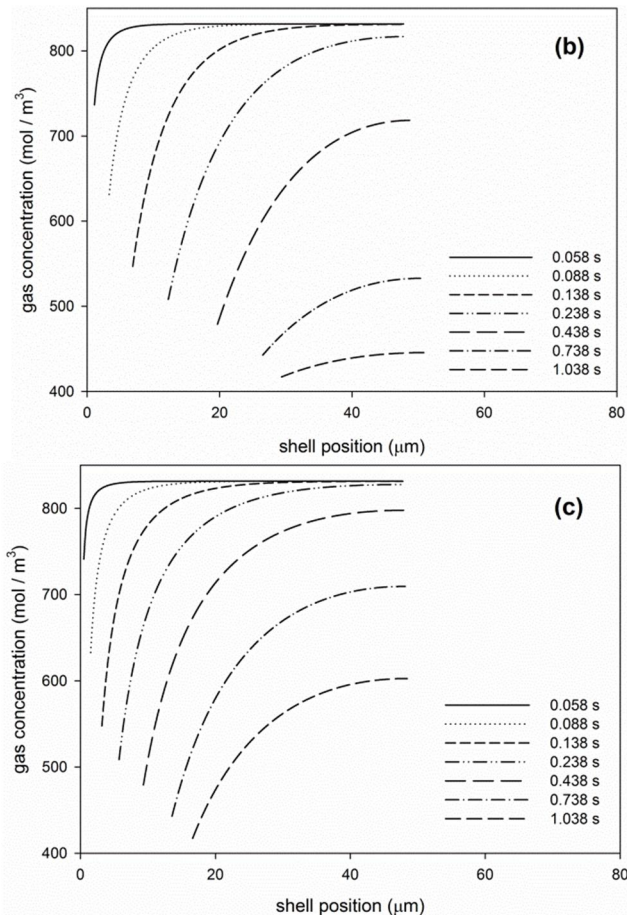 (b)
gas concentration (mol / m³)
800
700
600
500
400
0.058 s
0.088 s
0.138 s
0.238 s
0.438 s
0.738 s
1.038 s
0 20 40 60 80
shell position (µm)
(c)
gas concentration (mol / m³)
800
700
600
500
400
0.058 s
0.088 s
0.138 s
0.238 s
0.438 s
0.738 s
1.038 s
0 20 40 60 80
shell position (µm)